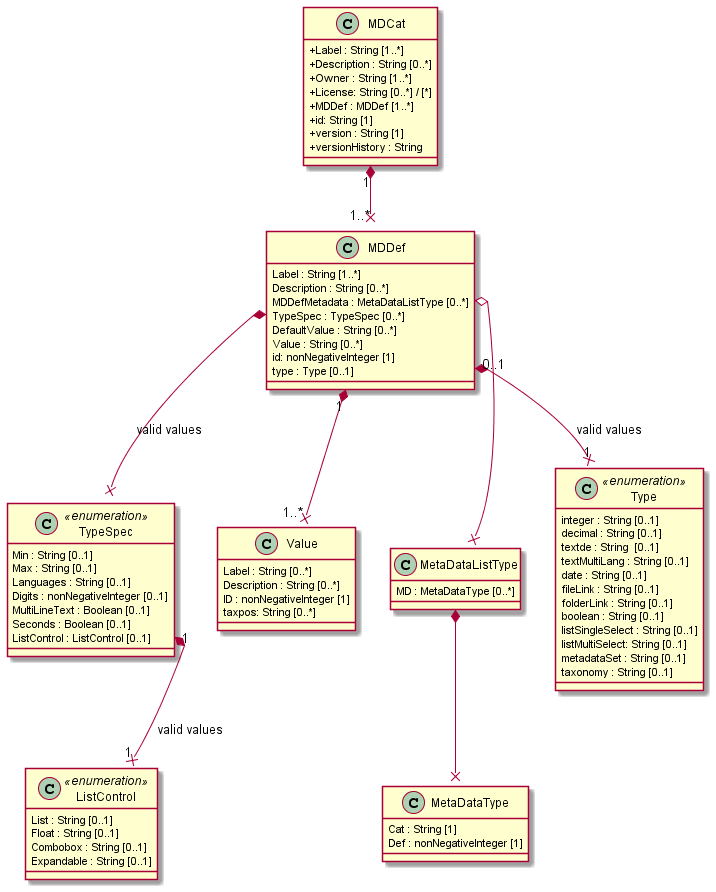 C MDCat
+Label : String [1..*]
+Description : String [0..*]
+Owner : String [1..*]
+License: String [0..*] / [*]
+MDDef : MDDef [1..*]
+id: String [1]
+version : String [1]
+versionHistory : String
1
1..*
C MDDef
Label : String [1..*]
Description : String [0..*]
MDDefMetadata : MetaDataListType [0..*]
TypeSpec : TypeSpec [0..*]
DefaultValue : String [0..*]
Value : String [0..*]
id: nonNegativeInteger [1]
type : Type [0..1]
0..1
1
valid values
valid values
1
1..*
C «enumeration»
TypeSpec
Min : String [0..1]
Max : String [0..1]
Languages : String [0..1]
Digits : nonNegativeInteger [0..1]
MultiLineText : Boolean [0..1]
Seconds : Boolean [0..1]
ListControl : ListControl [0..1]
1
C Value
Label : String [0..*]
Description : String [0..*]
ID : nonNegativeInteger [1]
taxpos: String [0..*]
C MetaDataListType
MD : MetaDataType [0..*]
C «enumeration»
Type
integer : String [0..1]
decimal : String [0..1]
textde : String [0..1]
textMultiLang : String [0..1]
date : String [0..1]
fileLink : String [0..1]
folderLink : String [0..1]
boolean : String [0..1]
listSingleSelect : String [0..1]
listMultiSelect: String [0..1]
metadataSet : String [0..1]
taxonomy : String [0..1]
valid values
1
C «enumeration»
ListControl
List : String [0..1]
Float : String [0..1]
Combobox : String [0..1]
Expandable : String [0..1]
C MetaDataType
Cat : String [1]
Def : nonNegativeInteger [1]